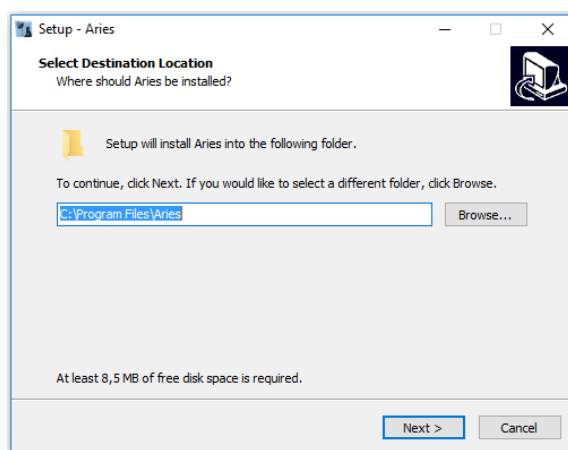 Setup - Aries
Select Destination Location
Where should Aries be installed?
Setup will install Aries into the following folder.
To continue, click Next. If you would like to select a different folder, click Browse.
C:\Program Files\Aries
Browse...
At least 8,5 MB of free disk space is required.
Next >
Cancel